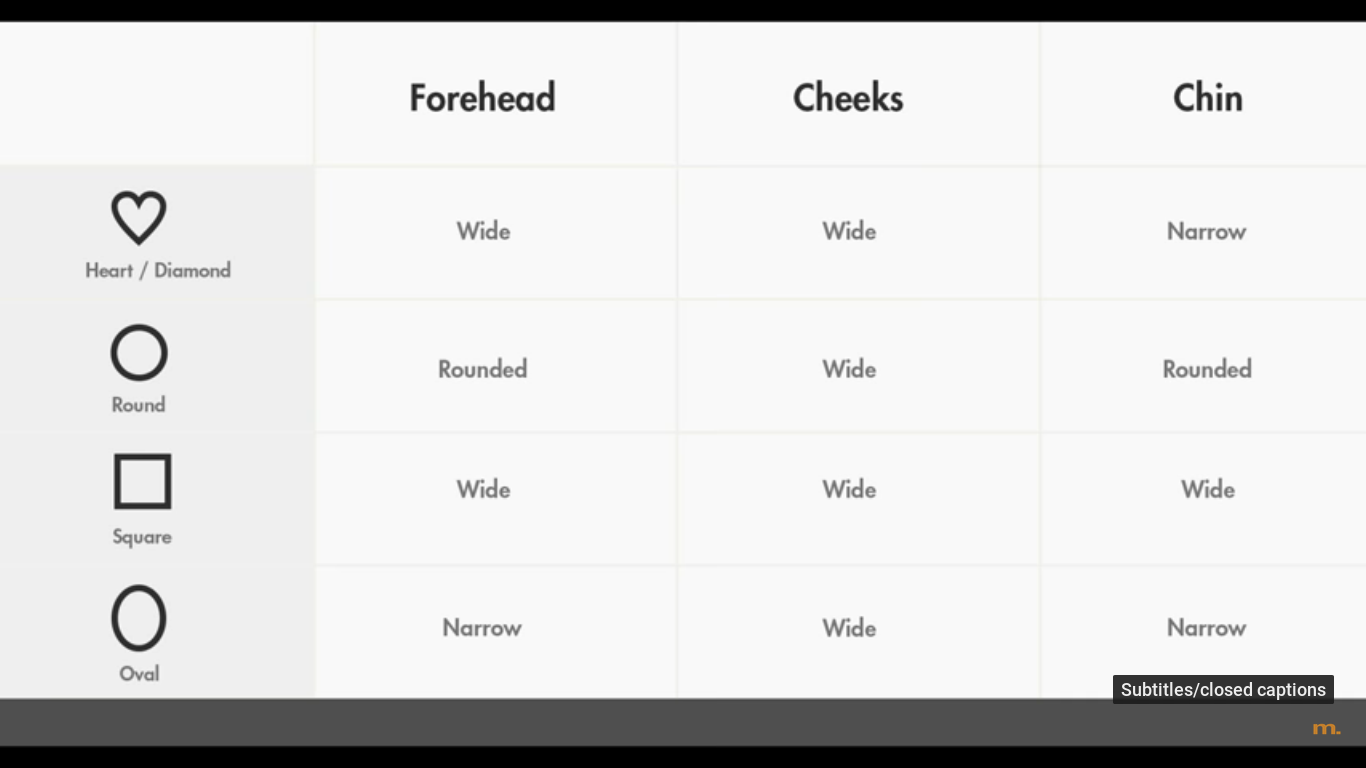 Forehead Cheeks Chin
Heart / Diamond Wide Wide Narrow
Round Rounded Wide Rounded
Square Wide Wide Wide
Oval Narrow Wide Narrow
Subtitles/closed captions
m.